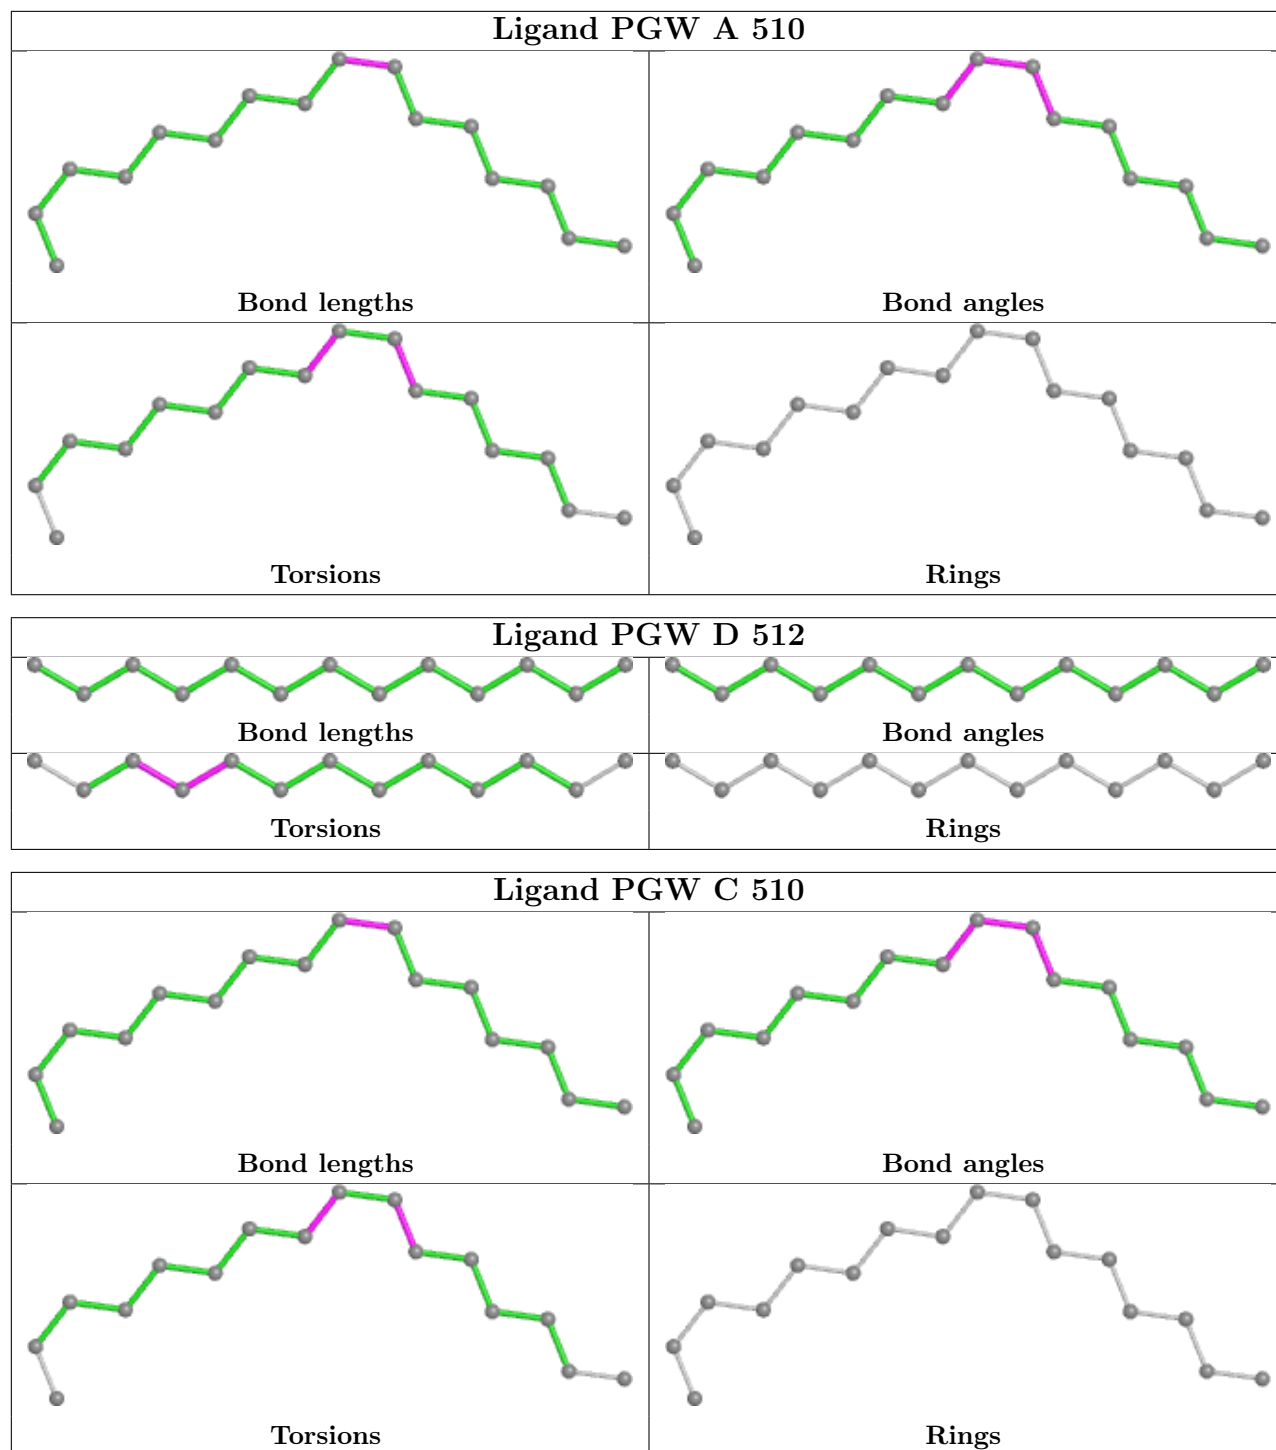 Ligand PGW A 510
Bond lengths
Bond angles
Torsions
Rings
Ligand PGW D 512
Bond lengths
Bond angles
Torsions
Rings
Ligand PGW C 510
Bond lengths
Bond angles
Torsions
Rings